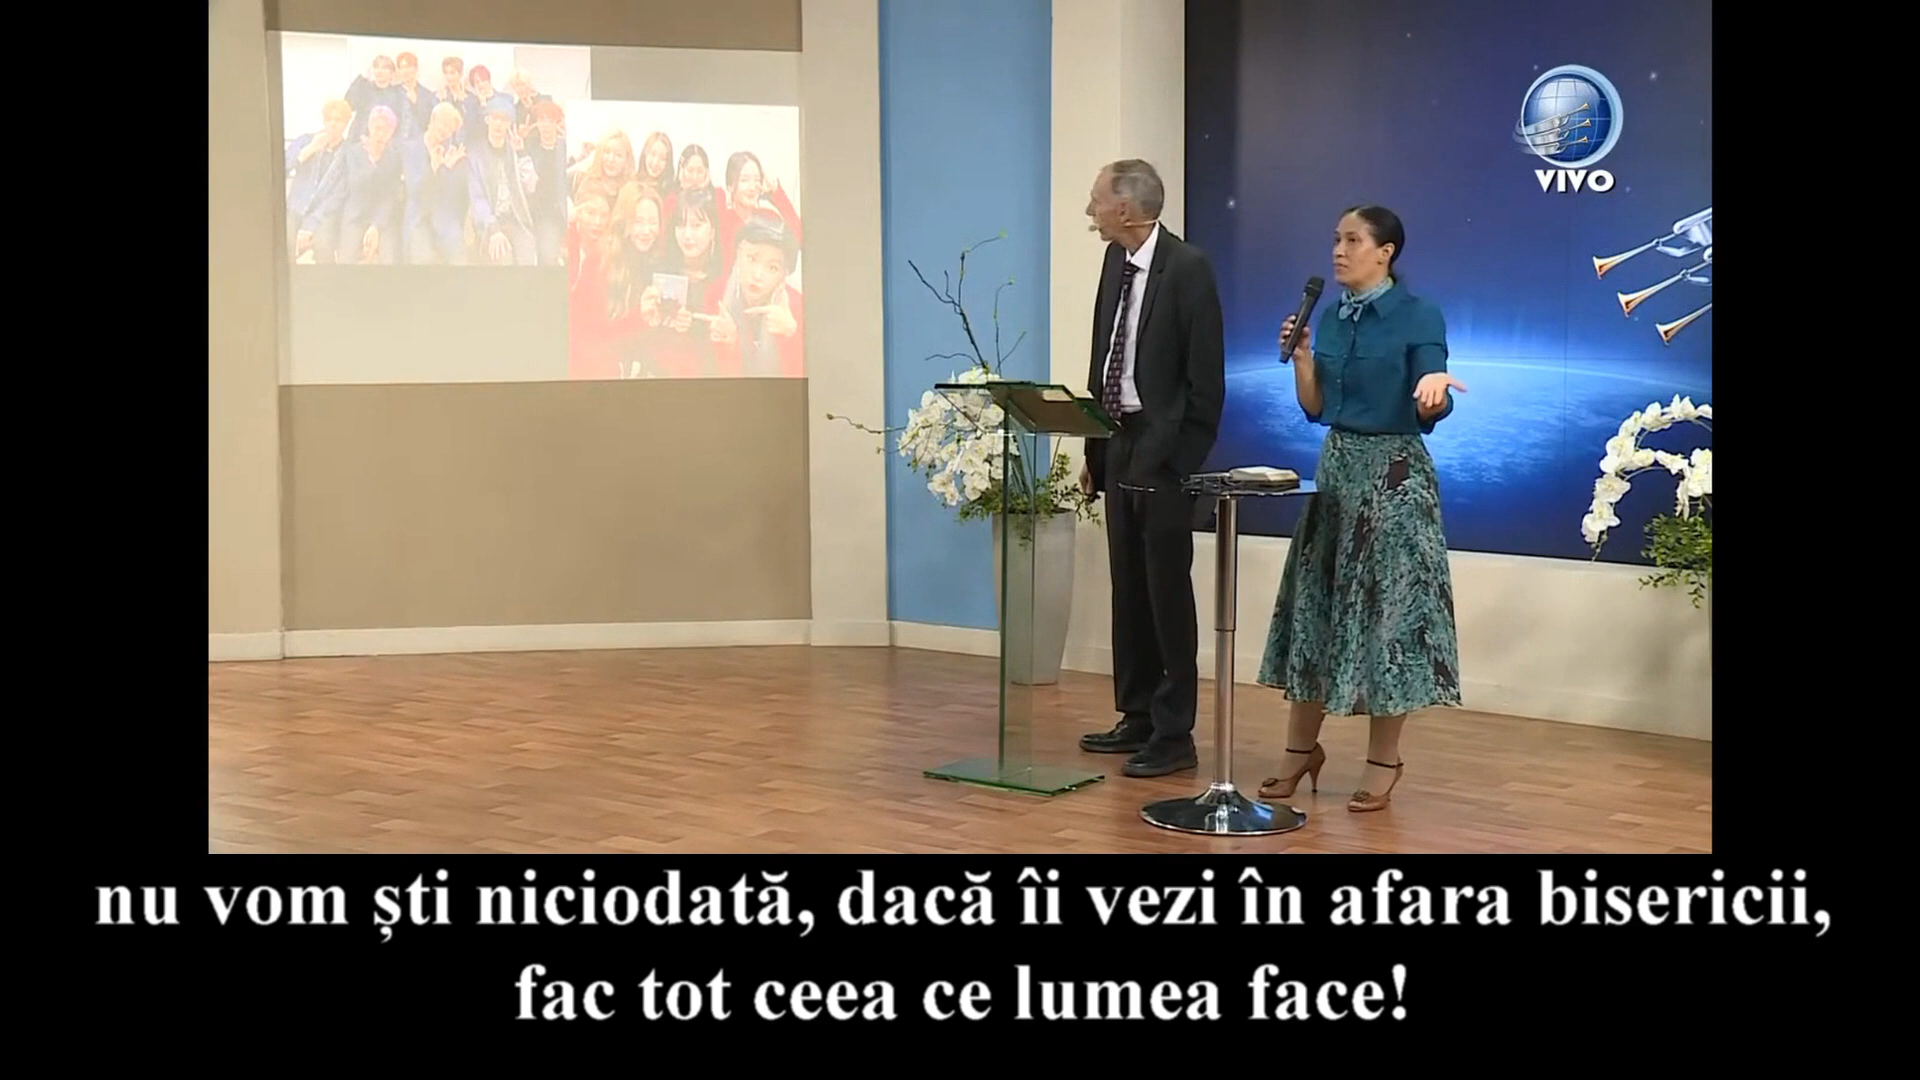 VIVO
nu vom ști niciodată, dacă îi vezi în afara bisericii,
fac tot ceea ce lumea face!